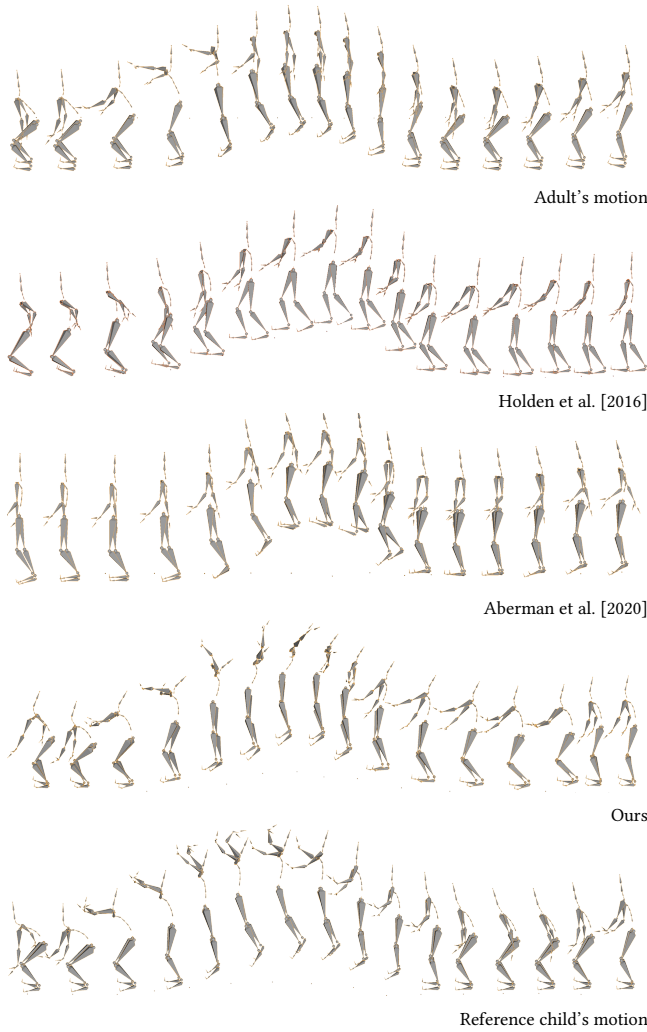 Adult’s motion
Holden et al. [2016]
Aberman et al. [2020]
Ours
Reference child’s motion